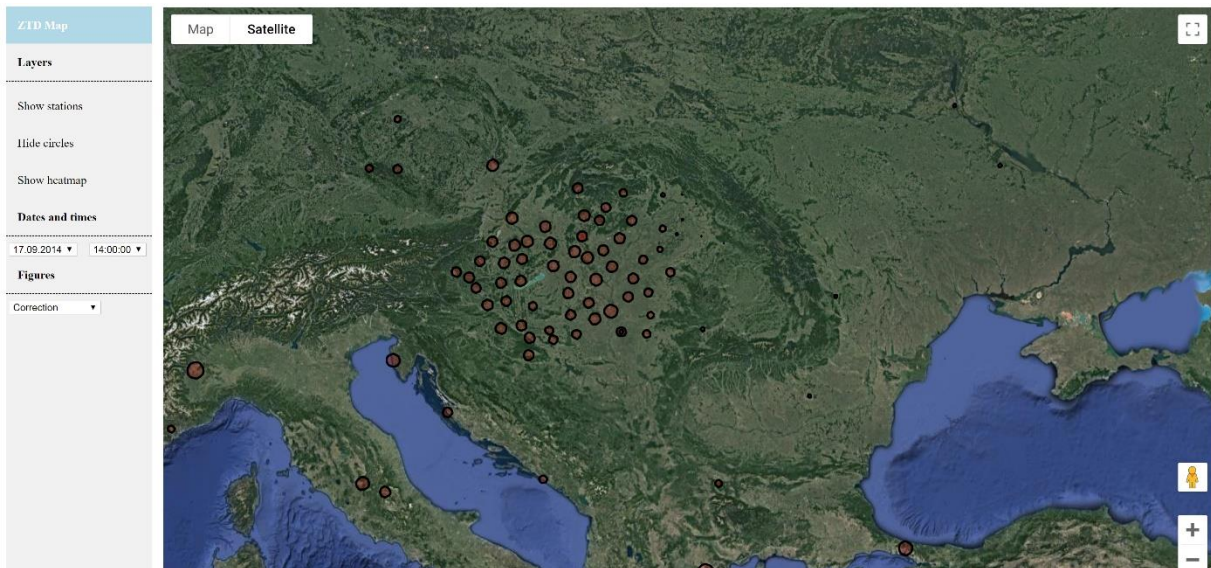 ZTD Map
Layers
Show stations
Hide circles
Show heatmap
Dates and times
17.09.2014 14:00:00
Figures
Correction
Map Satellite
+
−